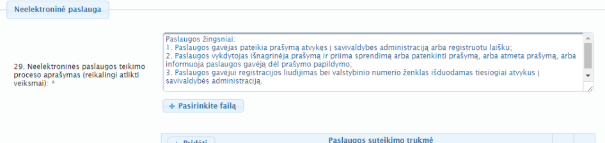 Neelektroninė paslauga
29. Neelektroninės paslaugos teikimo
proceso aprašymas (reikalingi atlikti
veiksmai): *
Paslaugos žingsniai:
1. Paslaugos gavėjas pateikia prašymą atvykęs į savivaldybės administraciją arba registruotu laišku;
2. Paslaugos vykdytojas išnagrinėja prašymą ir priima sprendimą arba patenkinti prašymą, arba atmeta prašymą, arba
informuoja paslaugos gavėją dėl prašymo papildymo;
3. Paslaugos gavėjui registracijos liudijimas bei valstybinio numerio ženklas išduodamas tiesiogiai atvykus į
savivaldybės administraciją.
+ Pasirinkite failą
+ Pridėti
Paslaugos suteikimo trukmė